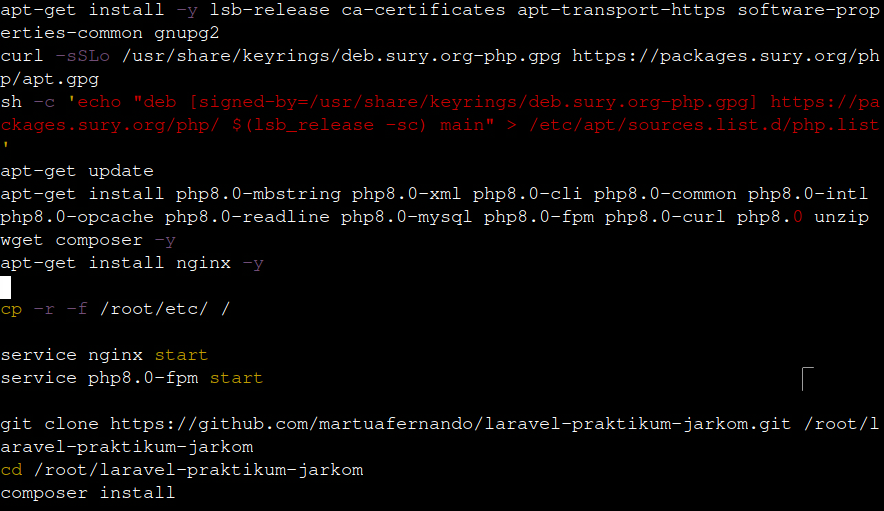 apt-get install -y lsb-release ca-certificates apt-transport-https software-prop
erties-common gnupg2
curl -sSLo /usr/share/keyrings/deb.sury.org-php.gpg https://packages.sury.org/ph
p/apt.gpg
sh -c 'echo "deb [signed-by=/usr/share/keyrings/deb.sury.org-php.gpg] https://pa
ckages.sury.org/php/ $(lsb_release -sc) main" > /etc/apt/sources.list.d/php.list
'
apt-get update
apt-get install php8.0-mbstring php8.0-xml php8.0-cli php8.0-common php8.0-intl
php8.0-opcache php8.0-readline php8.0-mysql php8.0-fpm php8.0-curl php8.0 unzip
wget composer -y
apt-get install nginx -y
cp -r -f /root/etc/ /
service nginx start
service php8.0-fpm start
git clone https://github.com/martuafernando/laravel-praktikum-jarkom.git /root/l
aravel-praktikum-jarkom
cd /root/laravel-praktikum-jarkom
composer install